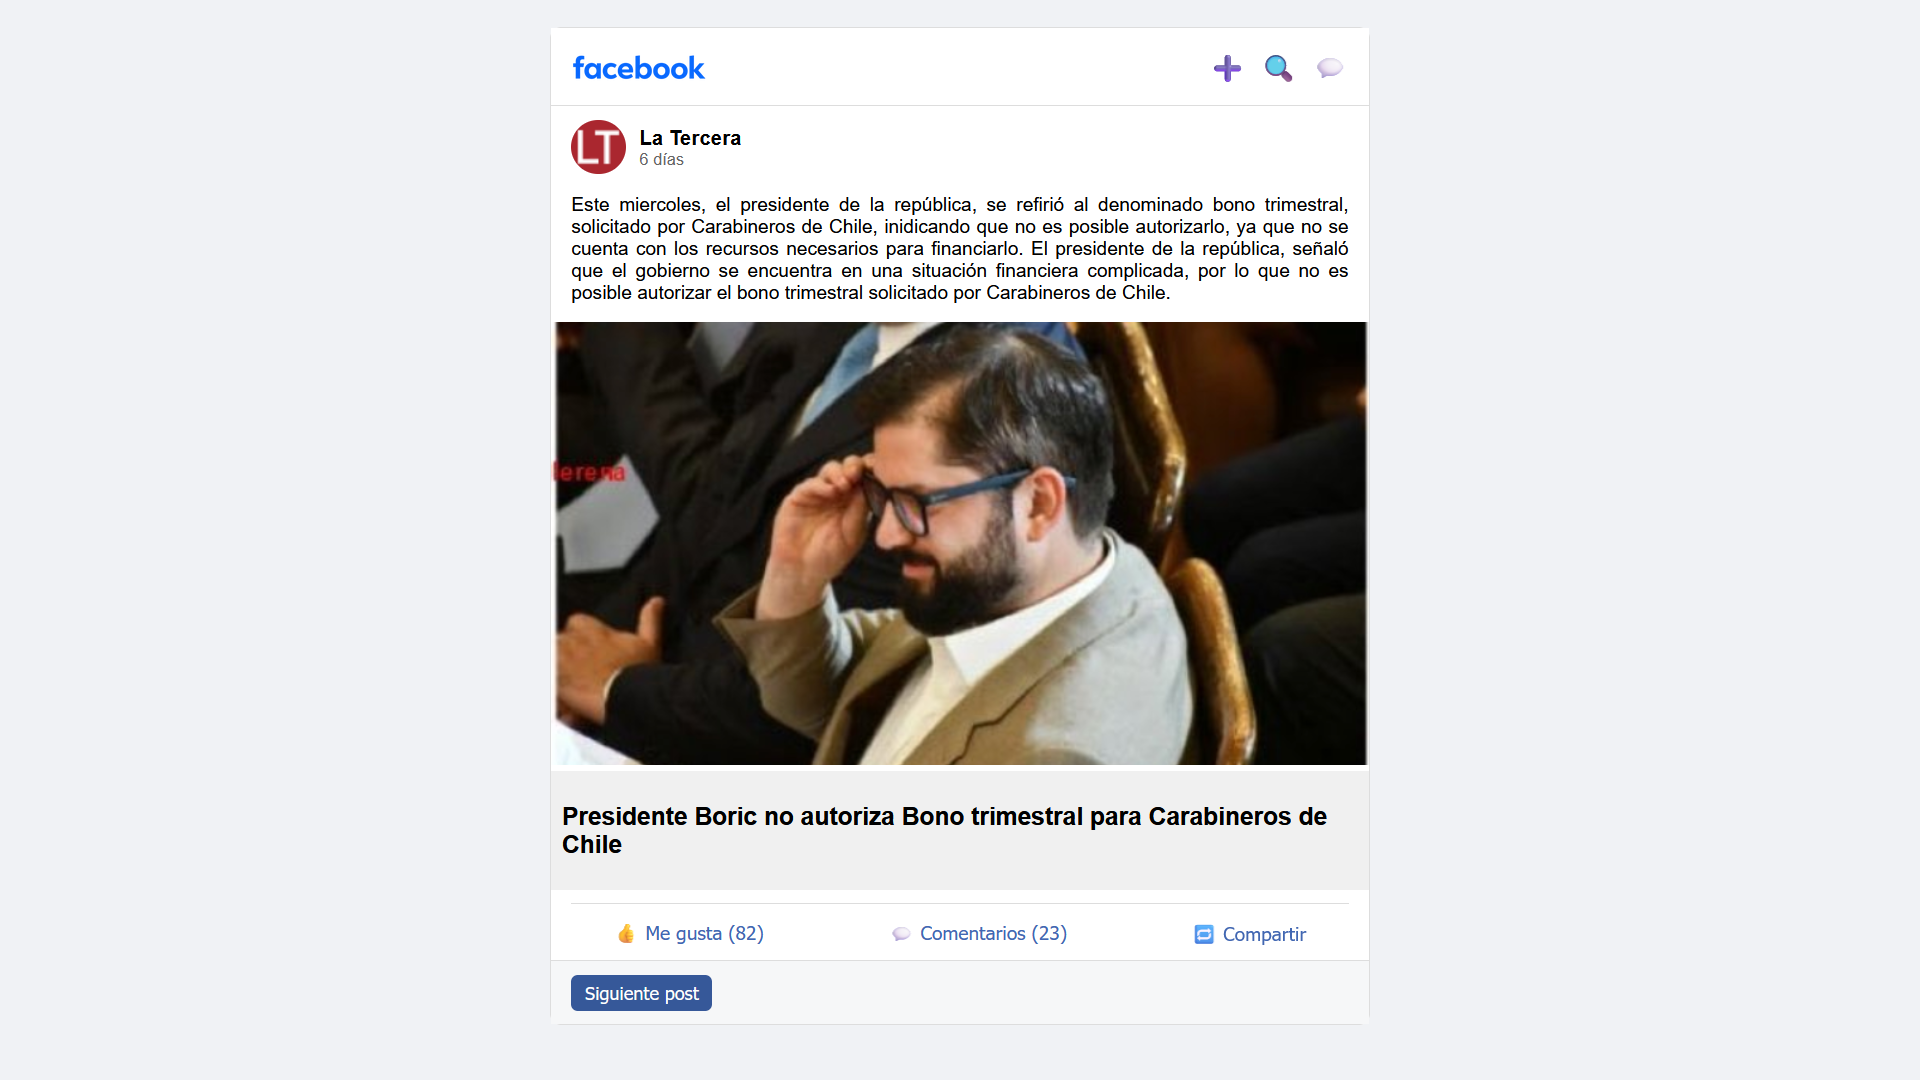 facebook
LT
La Tercera
6 días
Este miercoles, el presidente de la república, se refirió al denominado bono trimestral,
solicitado por Carabineros de Chile, inidicando que no es posible autorizarlo, ya que no se
cuenta con los recursos necesarios para financiarlo. El presidente de la república, señaló
que el gobierno se encuentra en una situación financiera complicada, por lo que no es
posible autorizar el bono trimestral solicitado por Carabineros de Chile.
lerena
Presidente Boric no autoriza Bono trimestral para Carabineros de
Chile
Me gusta (82)
Comentarios (23)
Compartir
Siguiente post